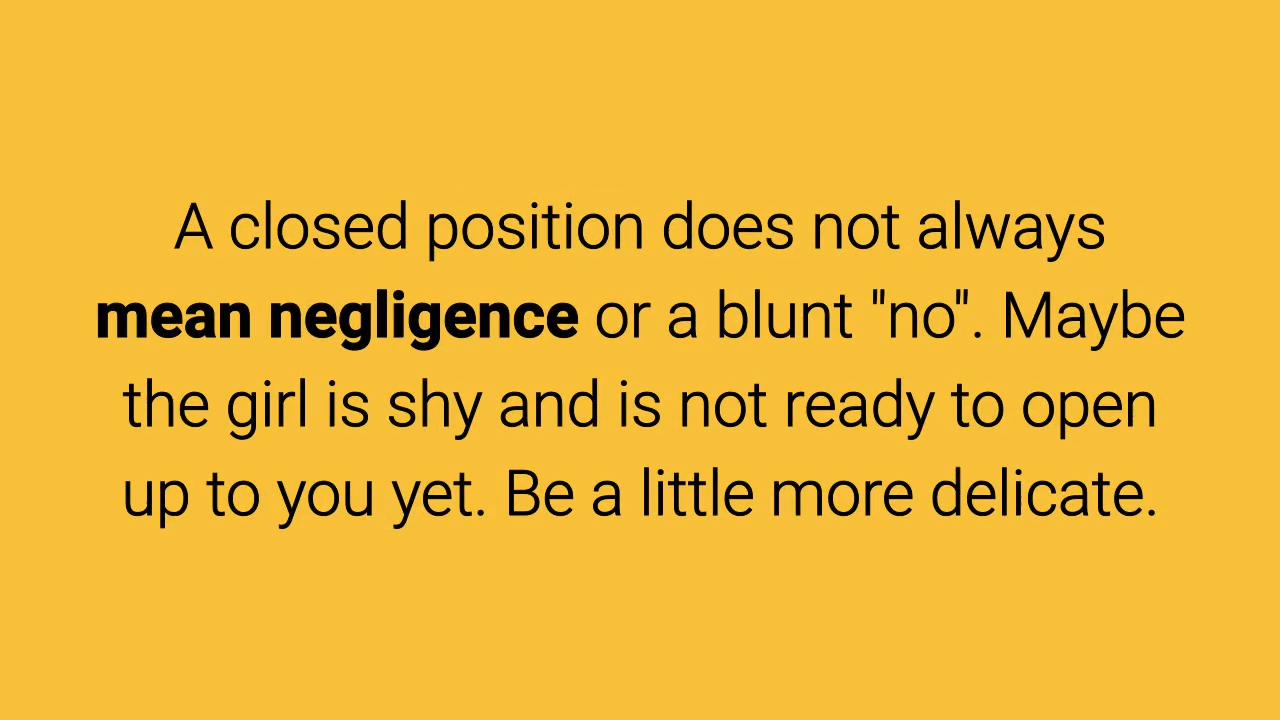 A closed position does not always
mean negligence or a blunt "no". Maybe
the girl is shy and is not ready to open
up to you yet. Be a little more delicate.